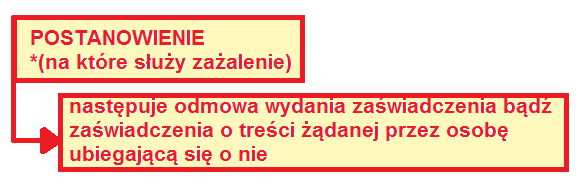 POSTANOWIENIE
*(na które służy zażalenie)
następuje odmowa wydania zaświadczenia bądź
zaświadczenia o treści żądanej przez osobę
ubiegającą się o nie